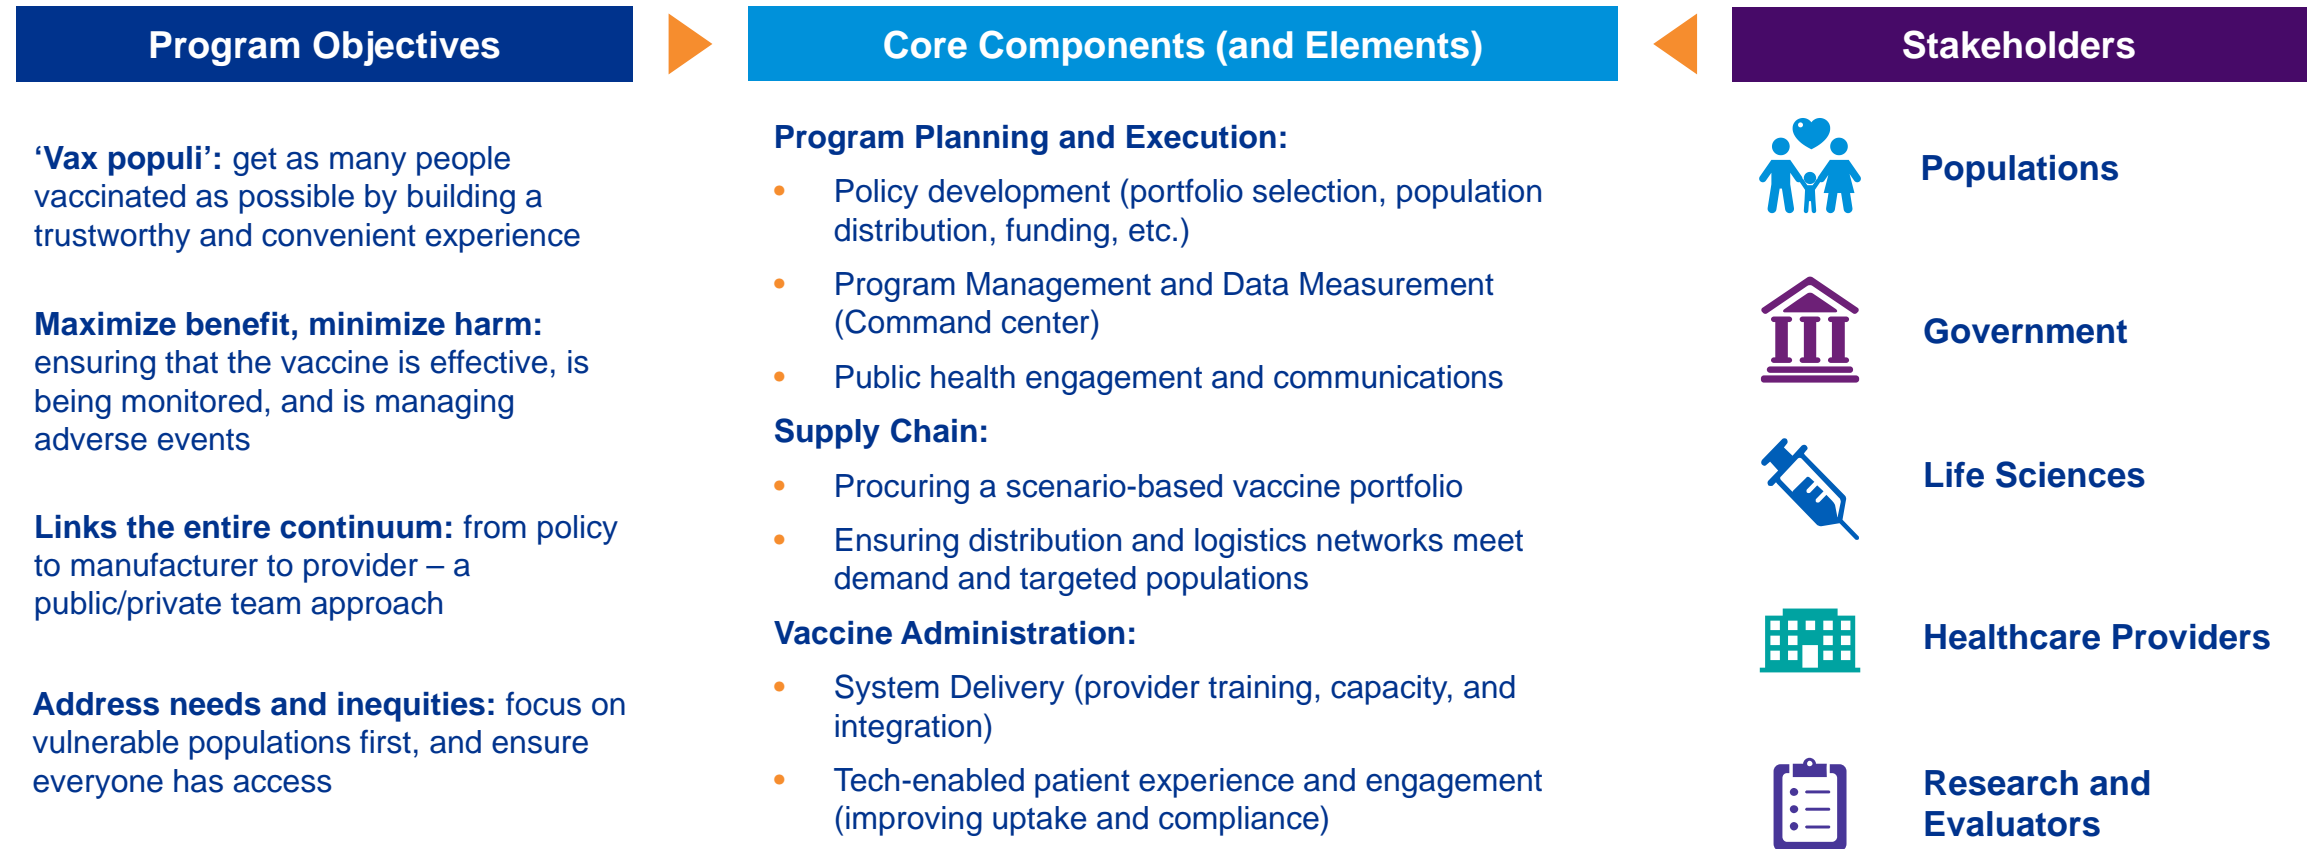 Program Objectives
‘Vax populi’: get as many people
vaccinated as possible by building a
trustworthy and convenient experience
Maximize benefit, minimize harm:
ensuring that the vaccine is effective, is
being monitored, and is managing
adverse events
Links the entire continuum: from policy
to manufacturer to provider – a
public/private team approach
Address needs and inequities: focus on
vulnerable populations first, and ensure
everyone has access
Core Components (and Elements)
Program Planning and Execution:
• Policy development (portfolio selection, population
distribution, funding, etc.)
• Program Management and Data Measurement
(Command center)
• Public health engagement and communications
Supply Chain:
• Procuring a scenario-based vaccine portfolio
• Ensuring distribution and logistics networks meet
demand and targeted populations
Vaccine Administration:
• System Delivery (provider training, capacity, and
integration)
• Tech-enabled patient experience and engagement
(improving uptake and compliance)
Stakeholders
Populations
Government
Life Sciences
Healthcare Providers
Research and
Evaluators